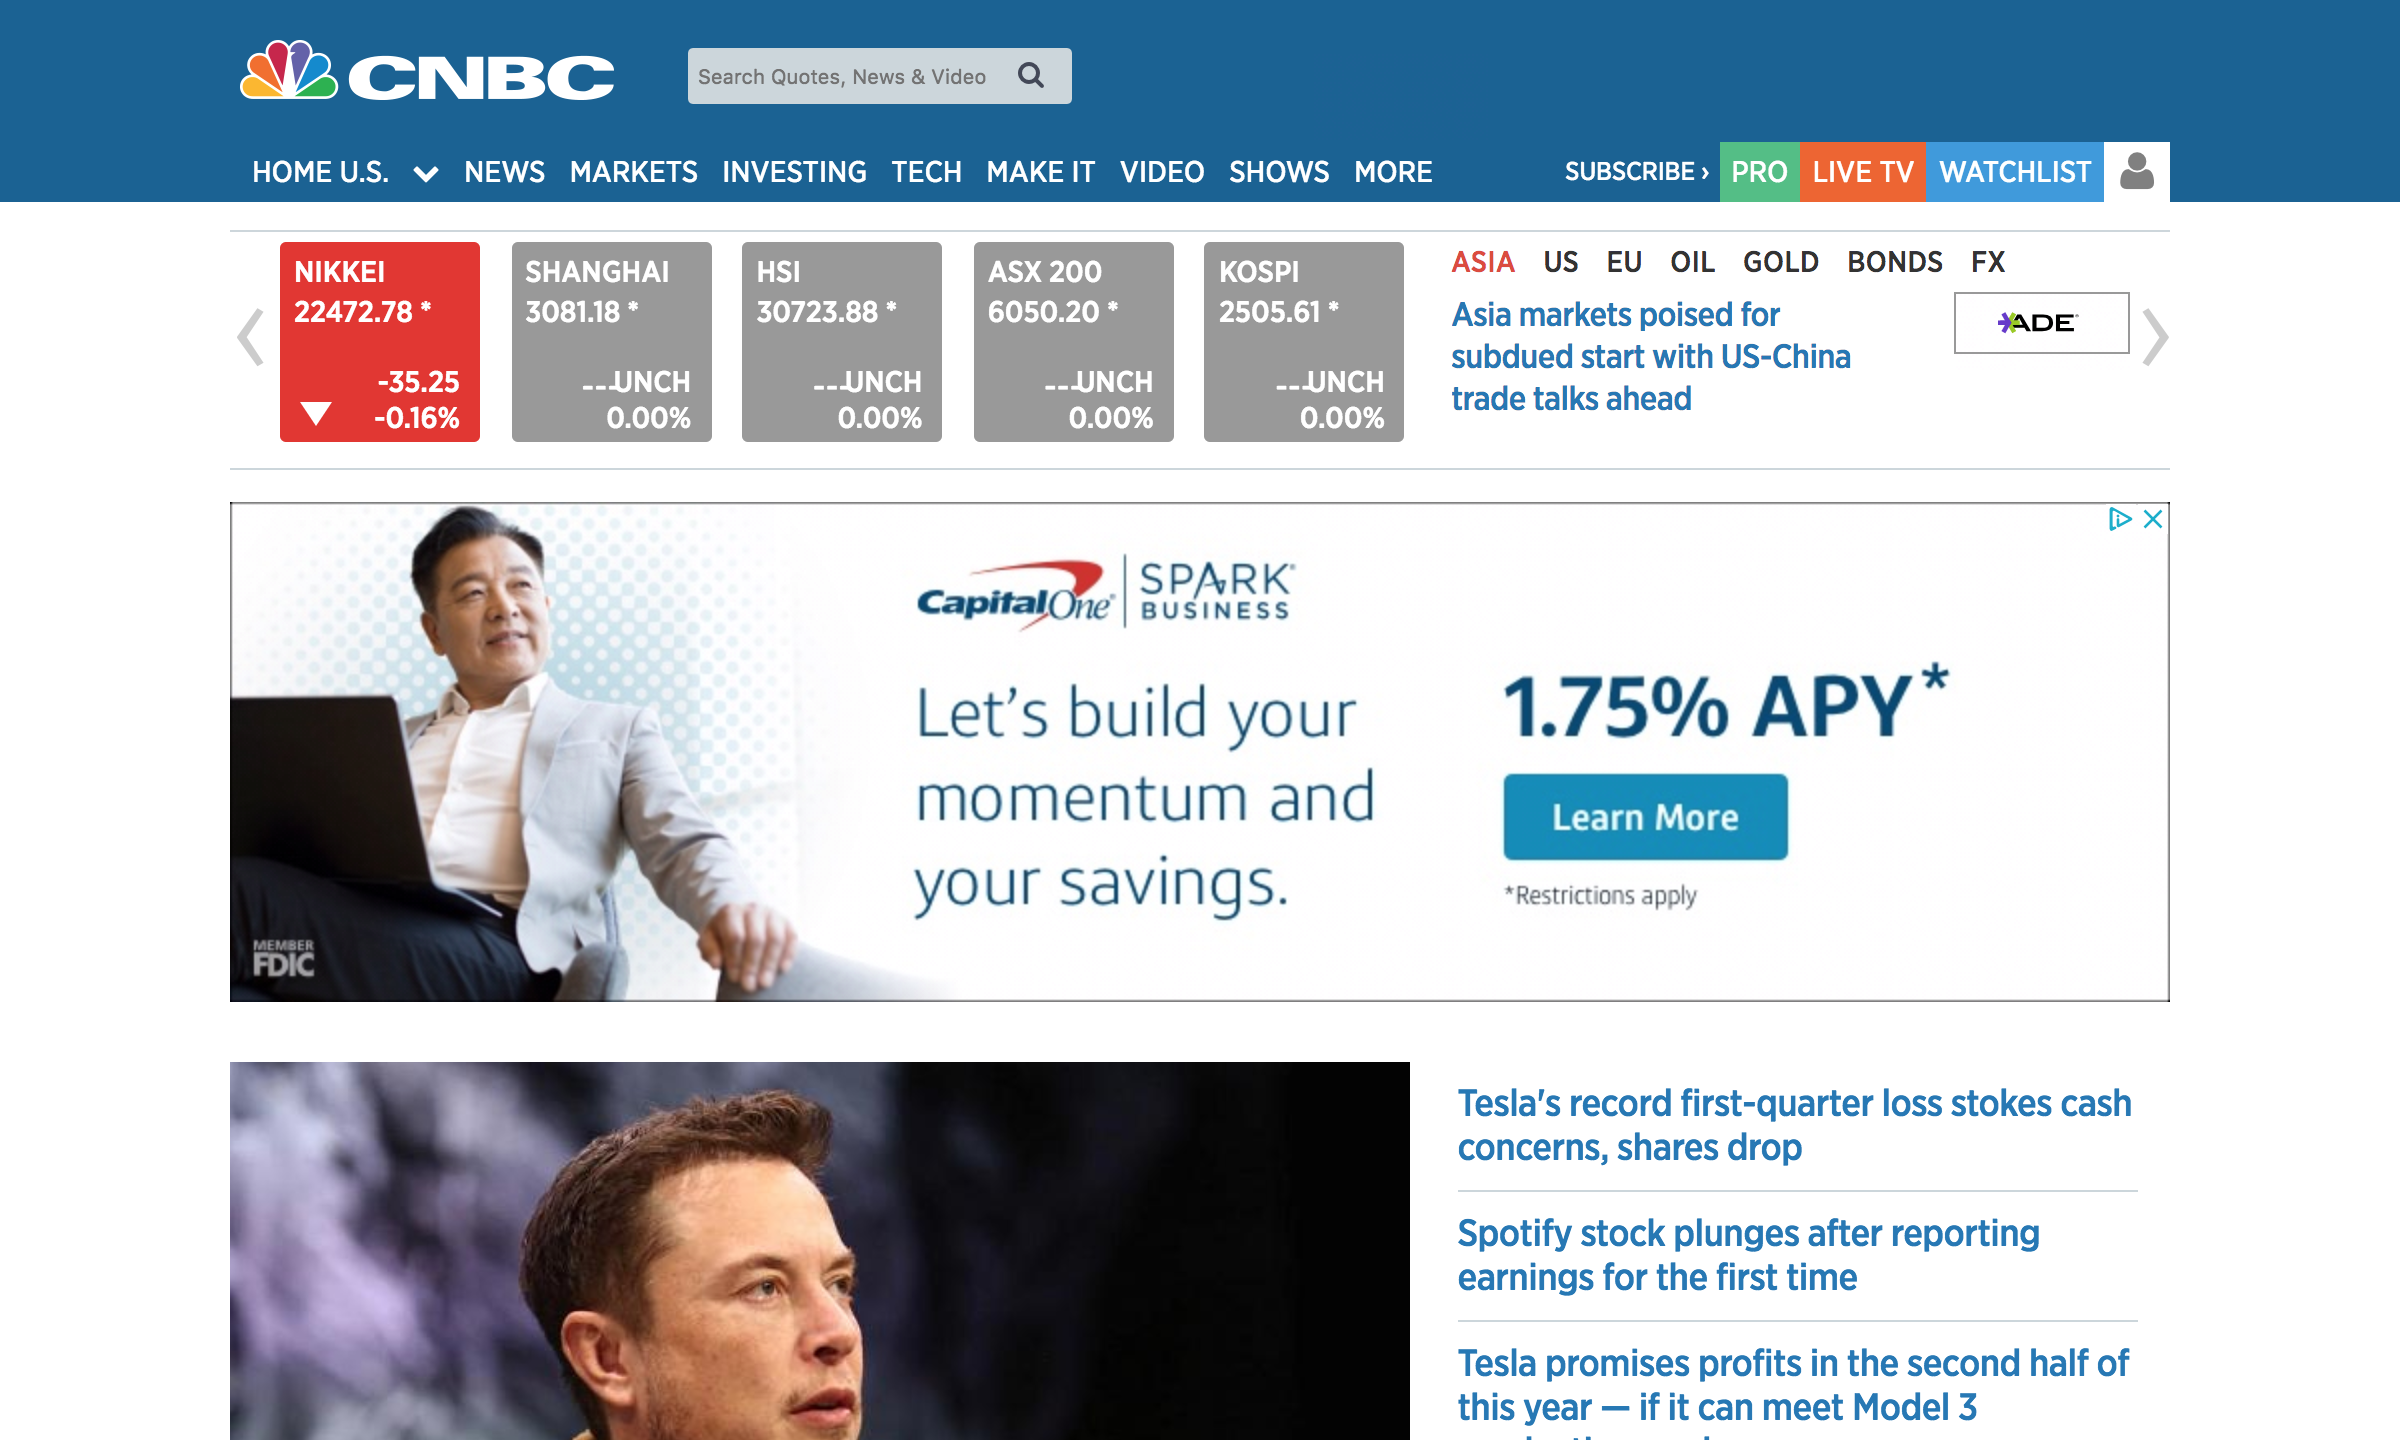 CNBC
Search Quotes, News & Video
HOME U.S. NEWS MARKETS INVESTING TECH MAKE IT VIDEO SHOWS MORE SUBSCRIBE › PRO LIVE TV WATCHLIST
NIKKEI
22472.78 *
-35.25
-0.16%
SHANGHAI
3081.18 *
---UNCH
0.00%
HSI
30723.88 *
---UNCH
0.00%
ASX 200
6050.20 *
---UNCH
0.00%
KOSPI
2505.61 *
---UNCH
0.00%
ASIA US EU OIL GOLD BONDS FX
Asia markets poised for
subdued start with US-China
trade talks ahead
ADE
CapitalOne® SPARK®
BUSINESS
Let's build your
momentum and
your savings.
1.75% APY*
Learn More
*Restrictions apply
MEMBER
FDIC
Tesla's record first-quarter loss stokes cash
concerns, shares drop
Spotify stock plunges after reporting
earnings for the first time
Tesla promises profits in the second half of
this year — if it can meet Model 3